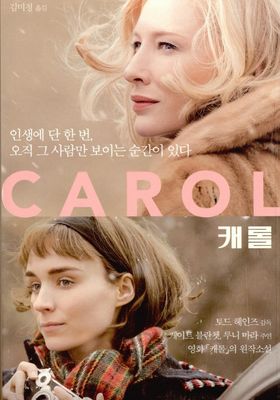 김미정 옮김
인생에 단 한 번,
오직 그 사람만 보이는 순간이 있다
CAROL
캐롤
토드 헤인즈 감독
케이트 블란쳇, 루니 마라 주연
영화 「캐롤」의 원작소설